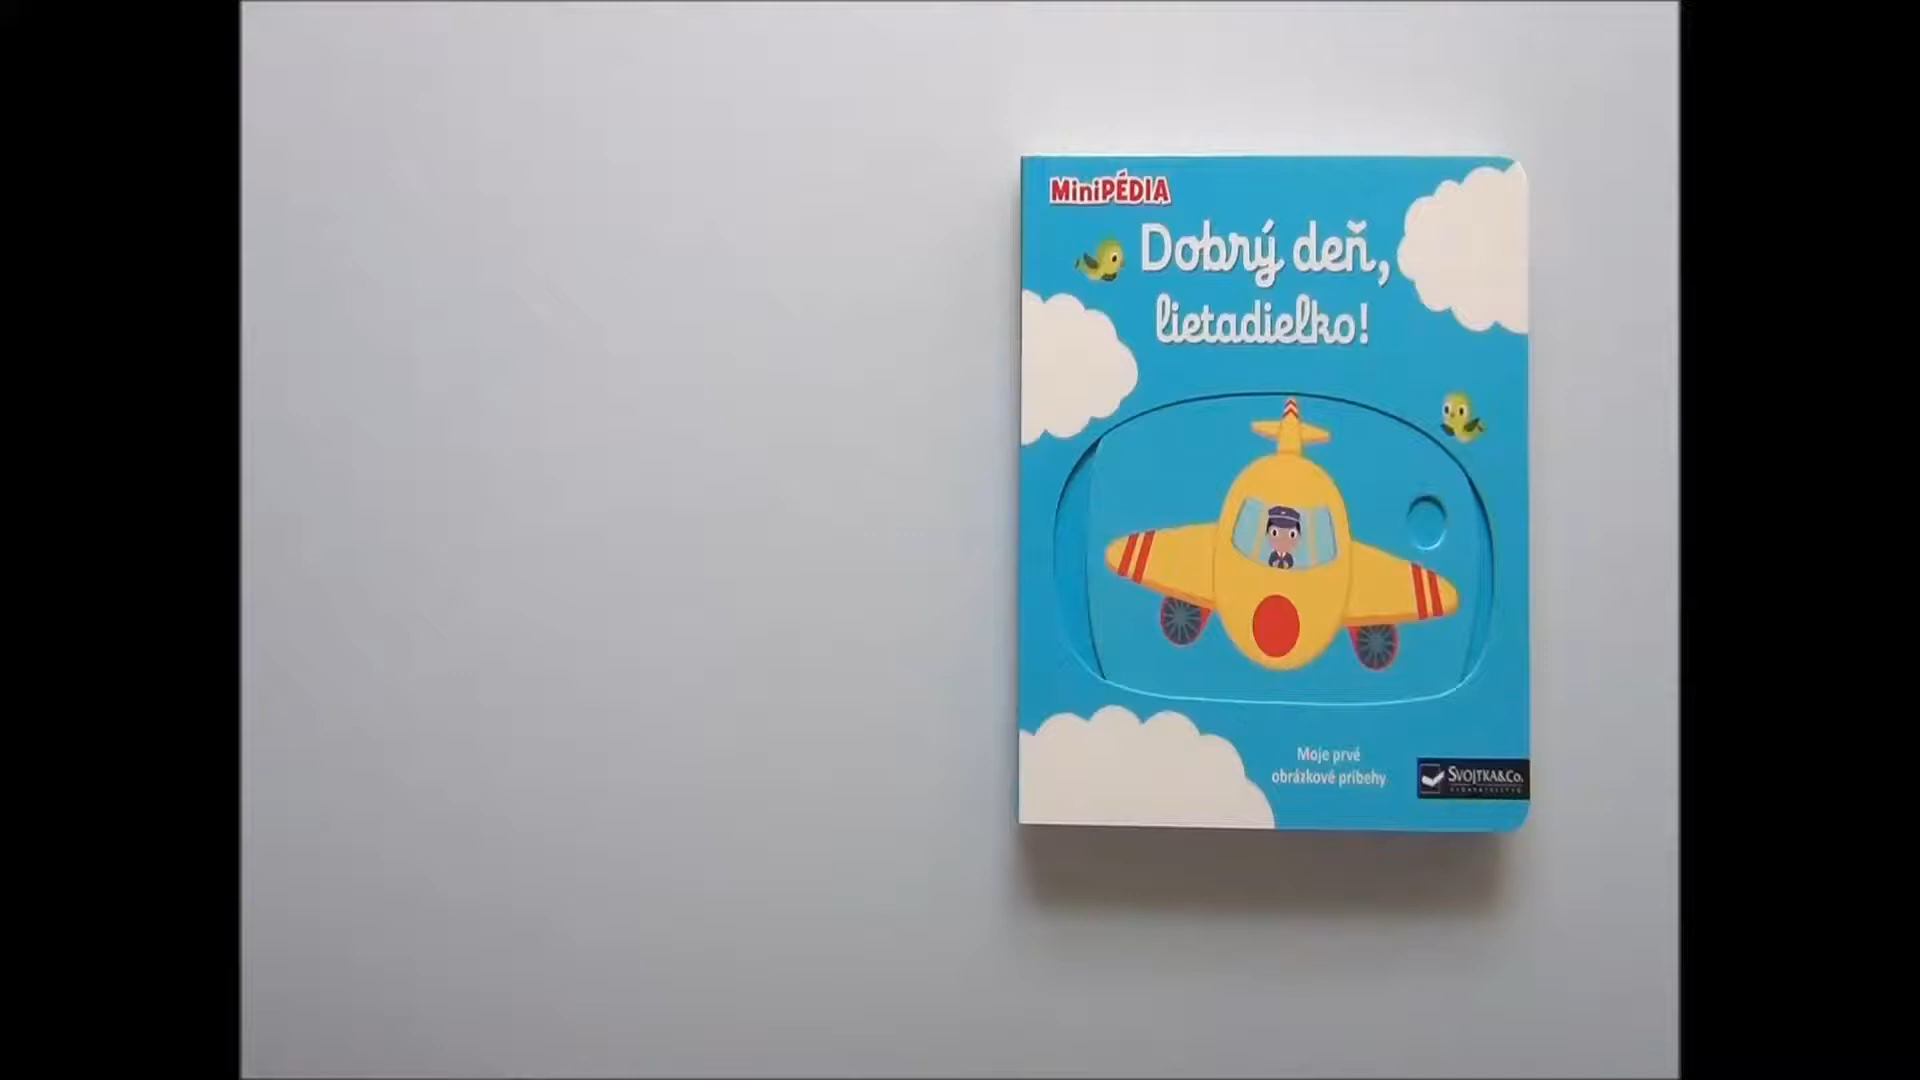 MiniPÉDIA
Dobrý deň,
lietadielko!
Moje prvé
obrázkové príbehy
SVOJTKA&Co.